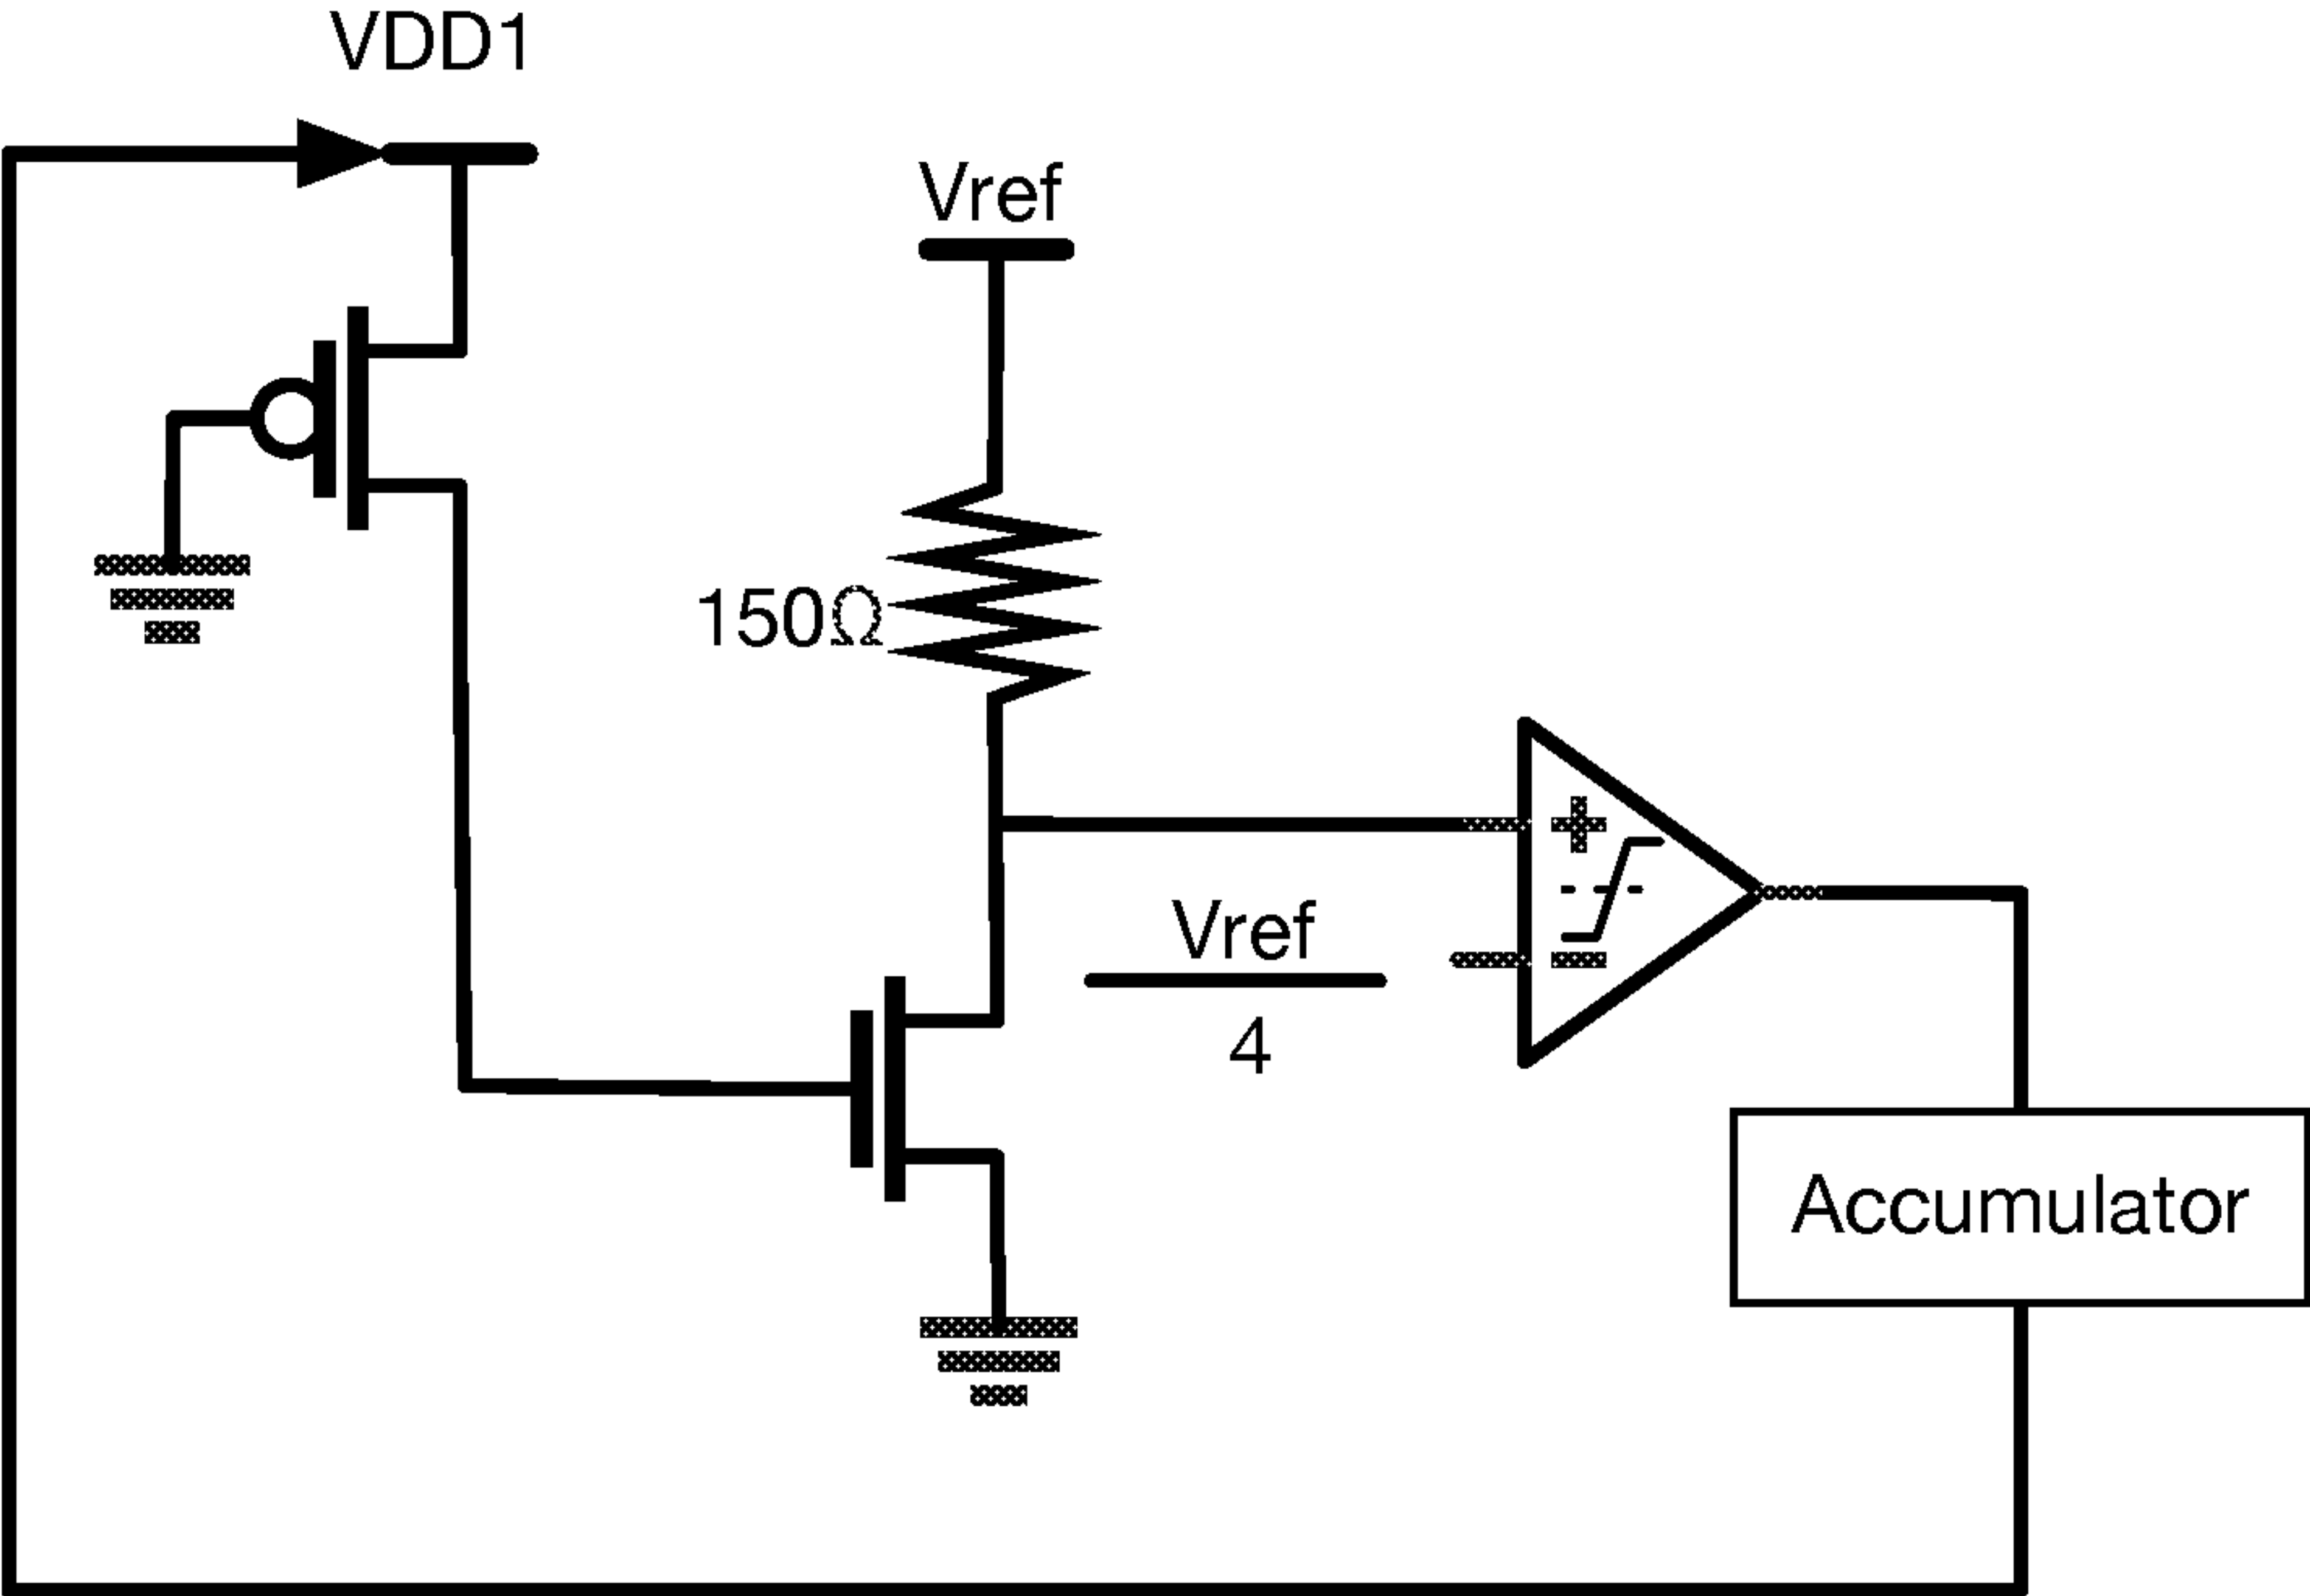 VDD1
Vref
150Ω
Vref
4
Accumulator